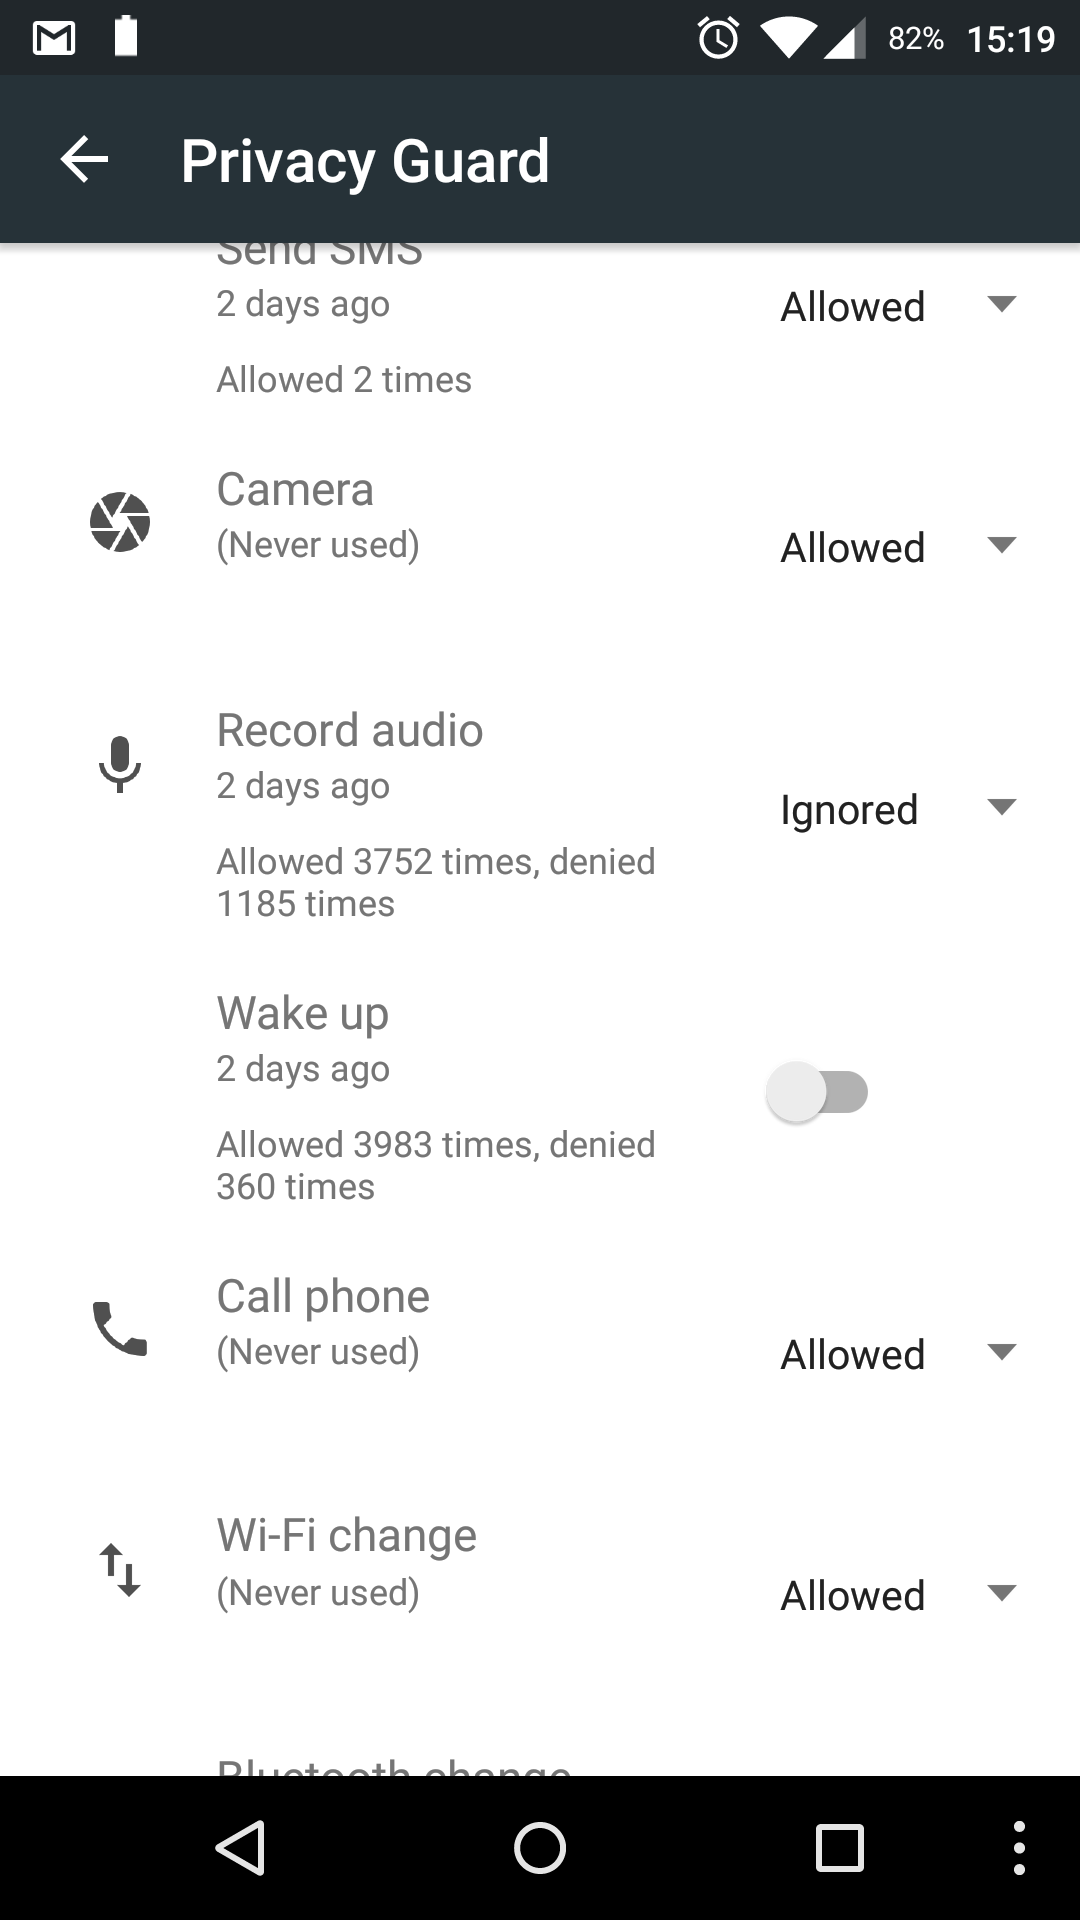 82% 15:19
Privacy Guard
Send SMS
2 days ago
Allowed
Allowed 2 times
Camera
(Never used)
Allowed
Record audio
2 days ago
Ignored
Allowed 3752 times, denied
1185 times
Wake up
2 days ago
Allowed 3983 times, denied
360 times
Call phone
(Never used)
Allowed
Wi-Fi change
(Never used)
Allowed
Bluetooth change